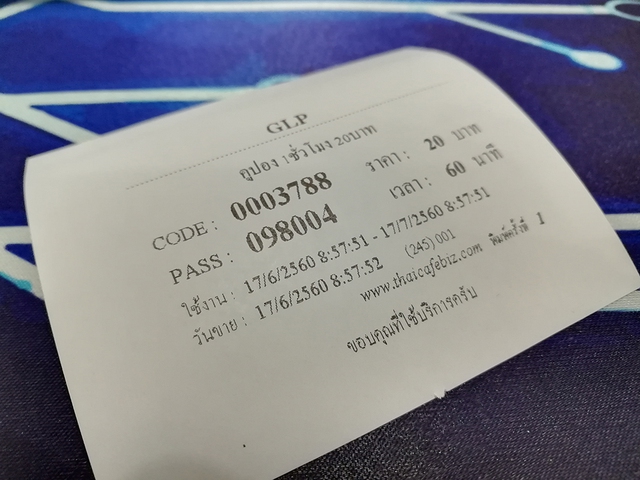 GLP
คูปอง 1ชั่วโมง 20บาท
CODE : 0003788 ราคา : 20 บาท
PASS : 098004 เวลา : 60 นาที
ใช้งาน : 17/6/2560 8:57:51 - 17/7/2560 8:57:51
วันขาย : 17/6/2560 8:57:52 (245) 001
www.thaicafebiz.com พิมพ์ครั้งที่ 1
ขอบคุณที่ใช้บริการครับ